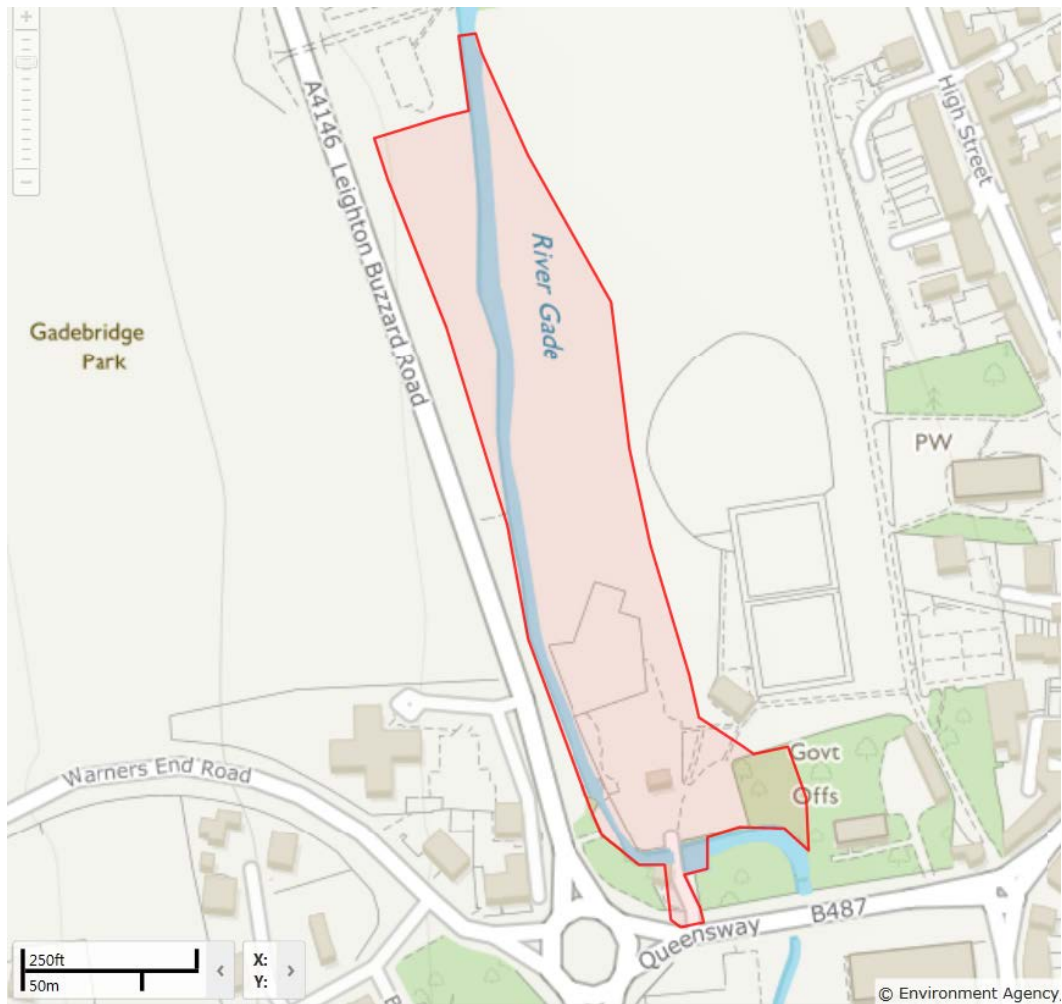 A4146 Leighton Buzzard Road
High Street
River Gade
Gadebridge
Park
PW
Govt
Offs
Warners End Road
Queensway
B487
250ft
50m
X:
Y:
© Environment Agency